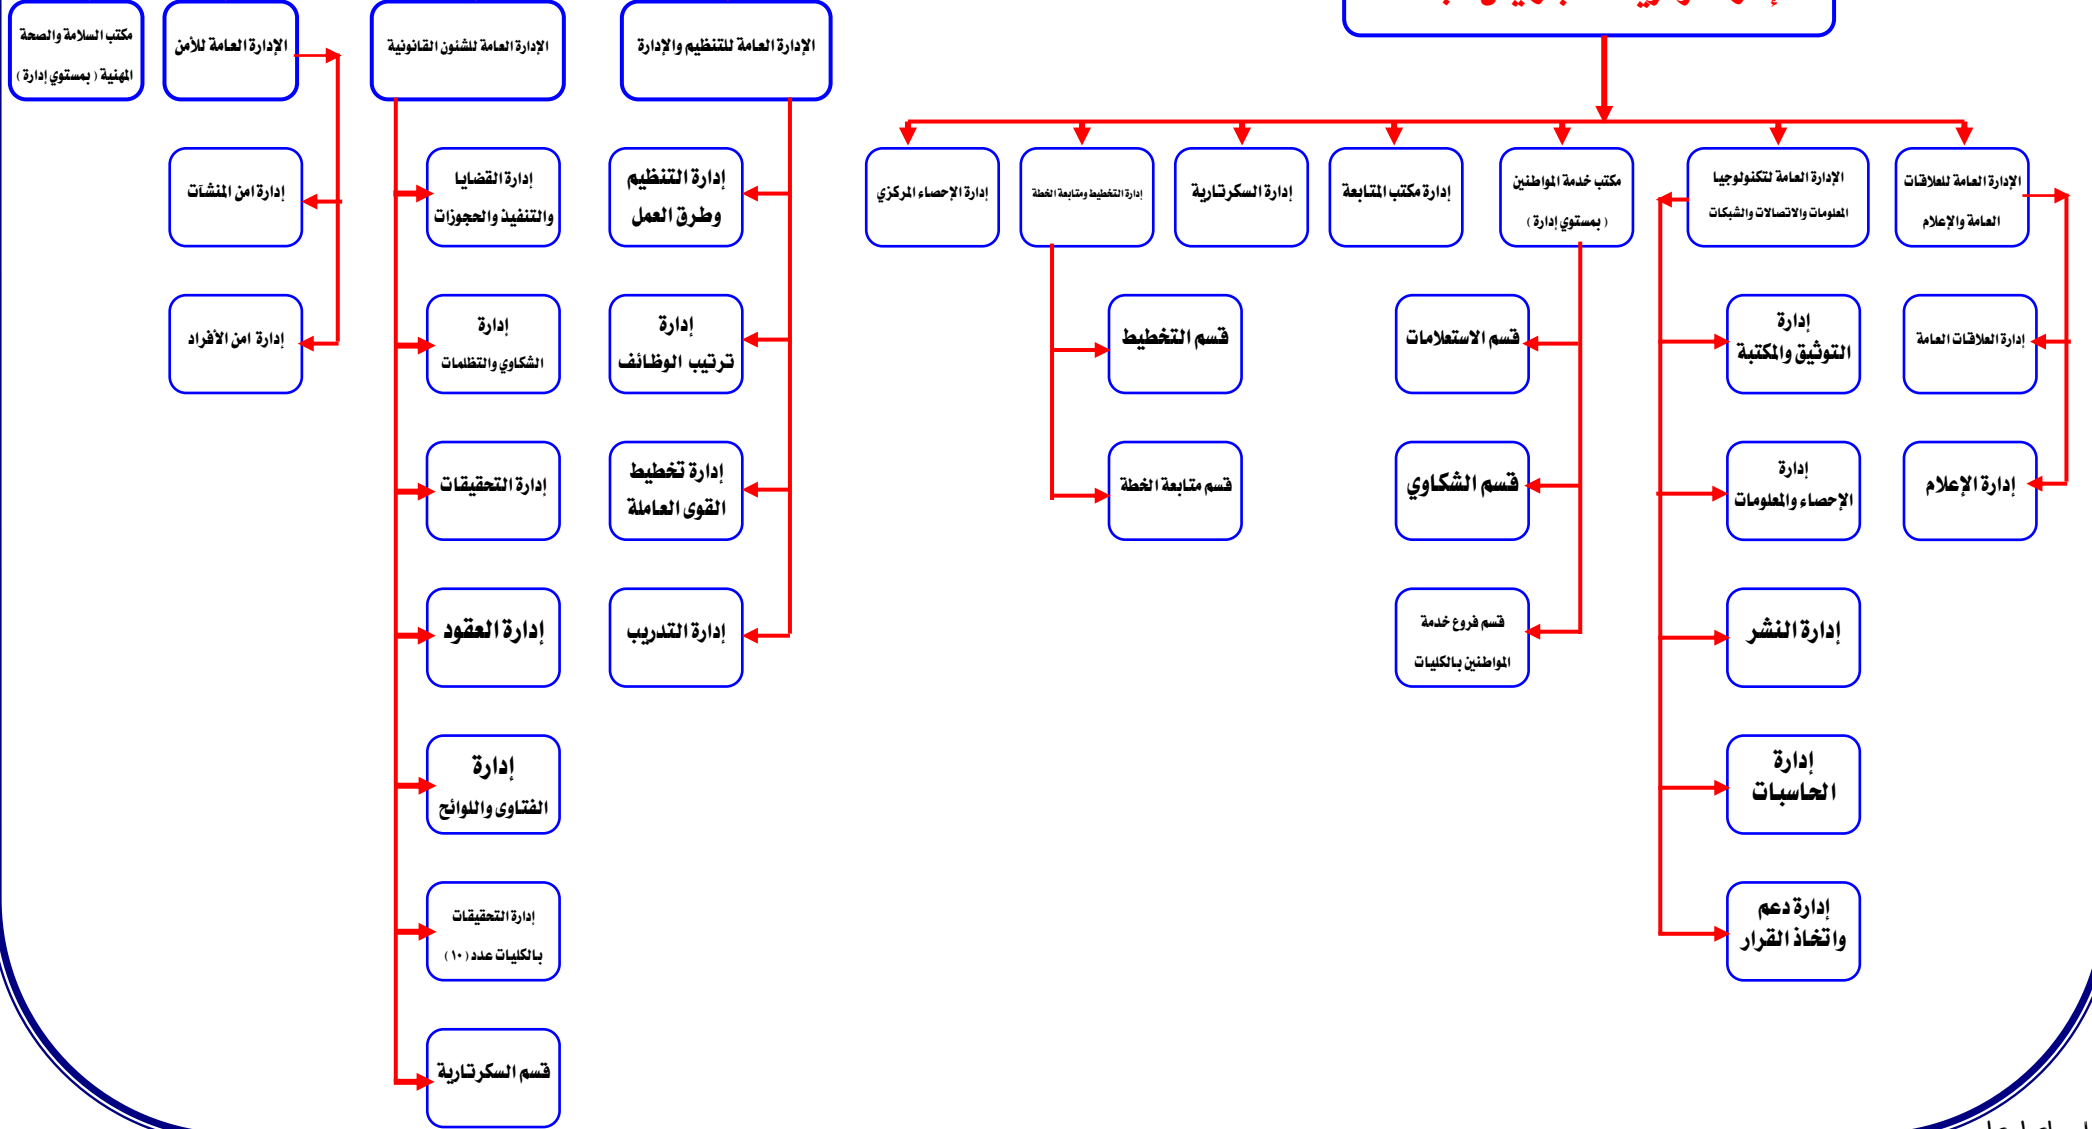 الإدارة العامة للتنظيم والإدارة
الإدارة العامة للشئون القانونية
الإدارة العامة للأمن
مكتب السلامة والصحة
المهنية ( بمستوي إدارة )
الإدارة العامة للعلاقات
العامة والإعلام
الإدارة العامة لتكنولوجيا
المعلومات والاتصالات والشبكات
مكتب خدمة المواطنين
( بمستوي إدارة )
إدارة مكتب المتابعة
إدارة السكرتارية
إدارة التخطيط ومتابعة الخطة
إدارة الإحصاء المركزي
إدارة التنظيم
وطرق العمل
إدارة القضايا
والتنفيذ والحجوزات
إدارة امن المنشآت
إدارة العلاقات العامة
إدارة
التوثيق والمكتبة
قسم الاستعلامات
قسم التخطيط
إدارة
ترتيب الوظائف
إدارة
الشكاوي والتظلمات
إدارة امن الأفراد
إدارة الإعلام
إدارة
الإحصاء والمعلومات
قسم الشكاوي
قسم متابعة الخطة
إدارة تخطيط
القوى العاملة
إدارة التحقيقات
إدارة النشر
قسم فروع خدمة
المواطنين بالكليات
إدارة التدريب
إدارة العقود
إدارة
الحاسبات
إدارة
الفتاوى واللوائح
إدارة دعم
واتخاذ القرار
إدارة التحقيقات
بالكليات عدد ( ١٠ )
قسم السكرتارية